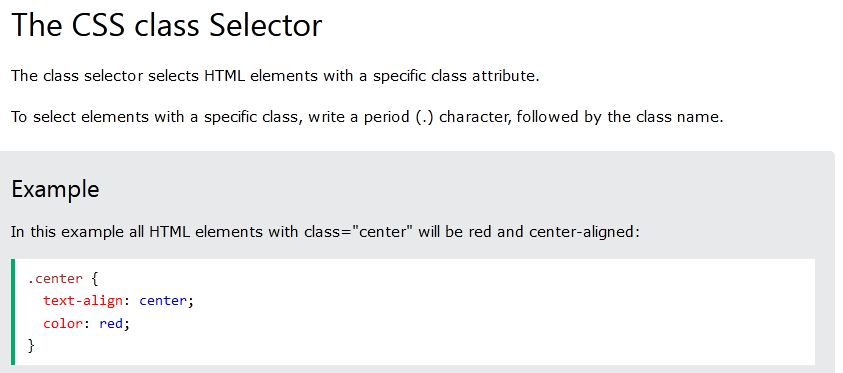 The CSS class Selector
The class selector selects HTML elements with a specific class attribute.
To select elements with a specific class, write a period (.) character, followed by the class name.
Example
In this example all HTML elements with class="center" will be red and center-aligned:
.center {
  text-align: center;
  color: red;
}